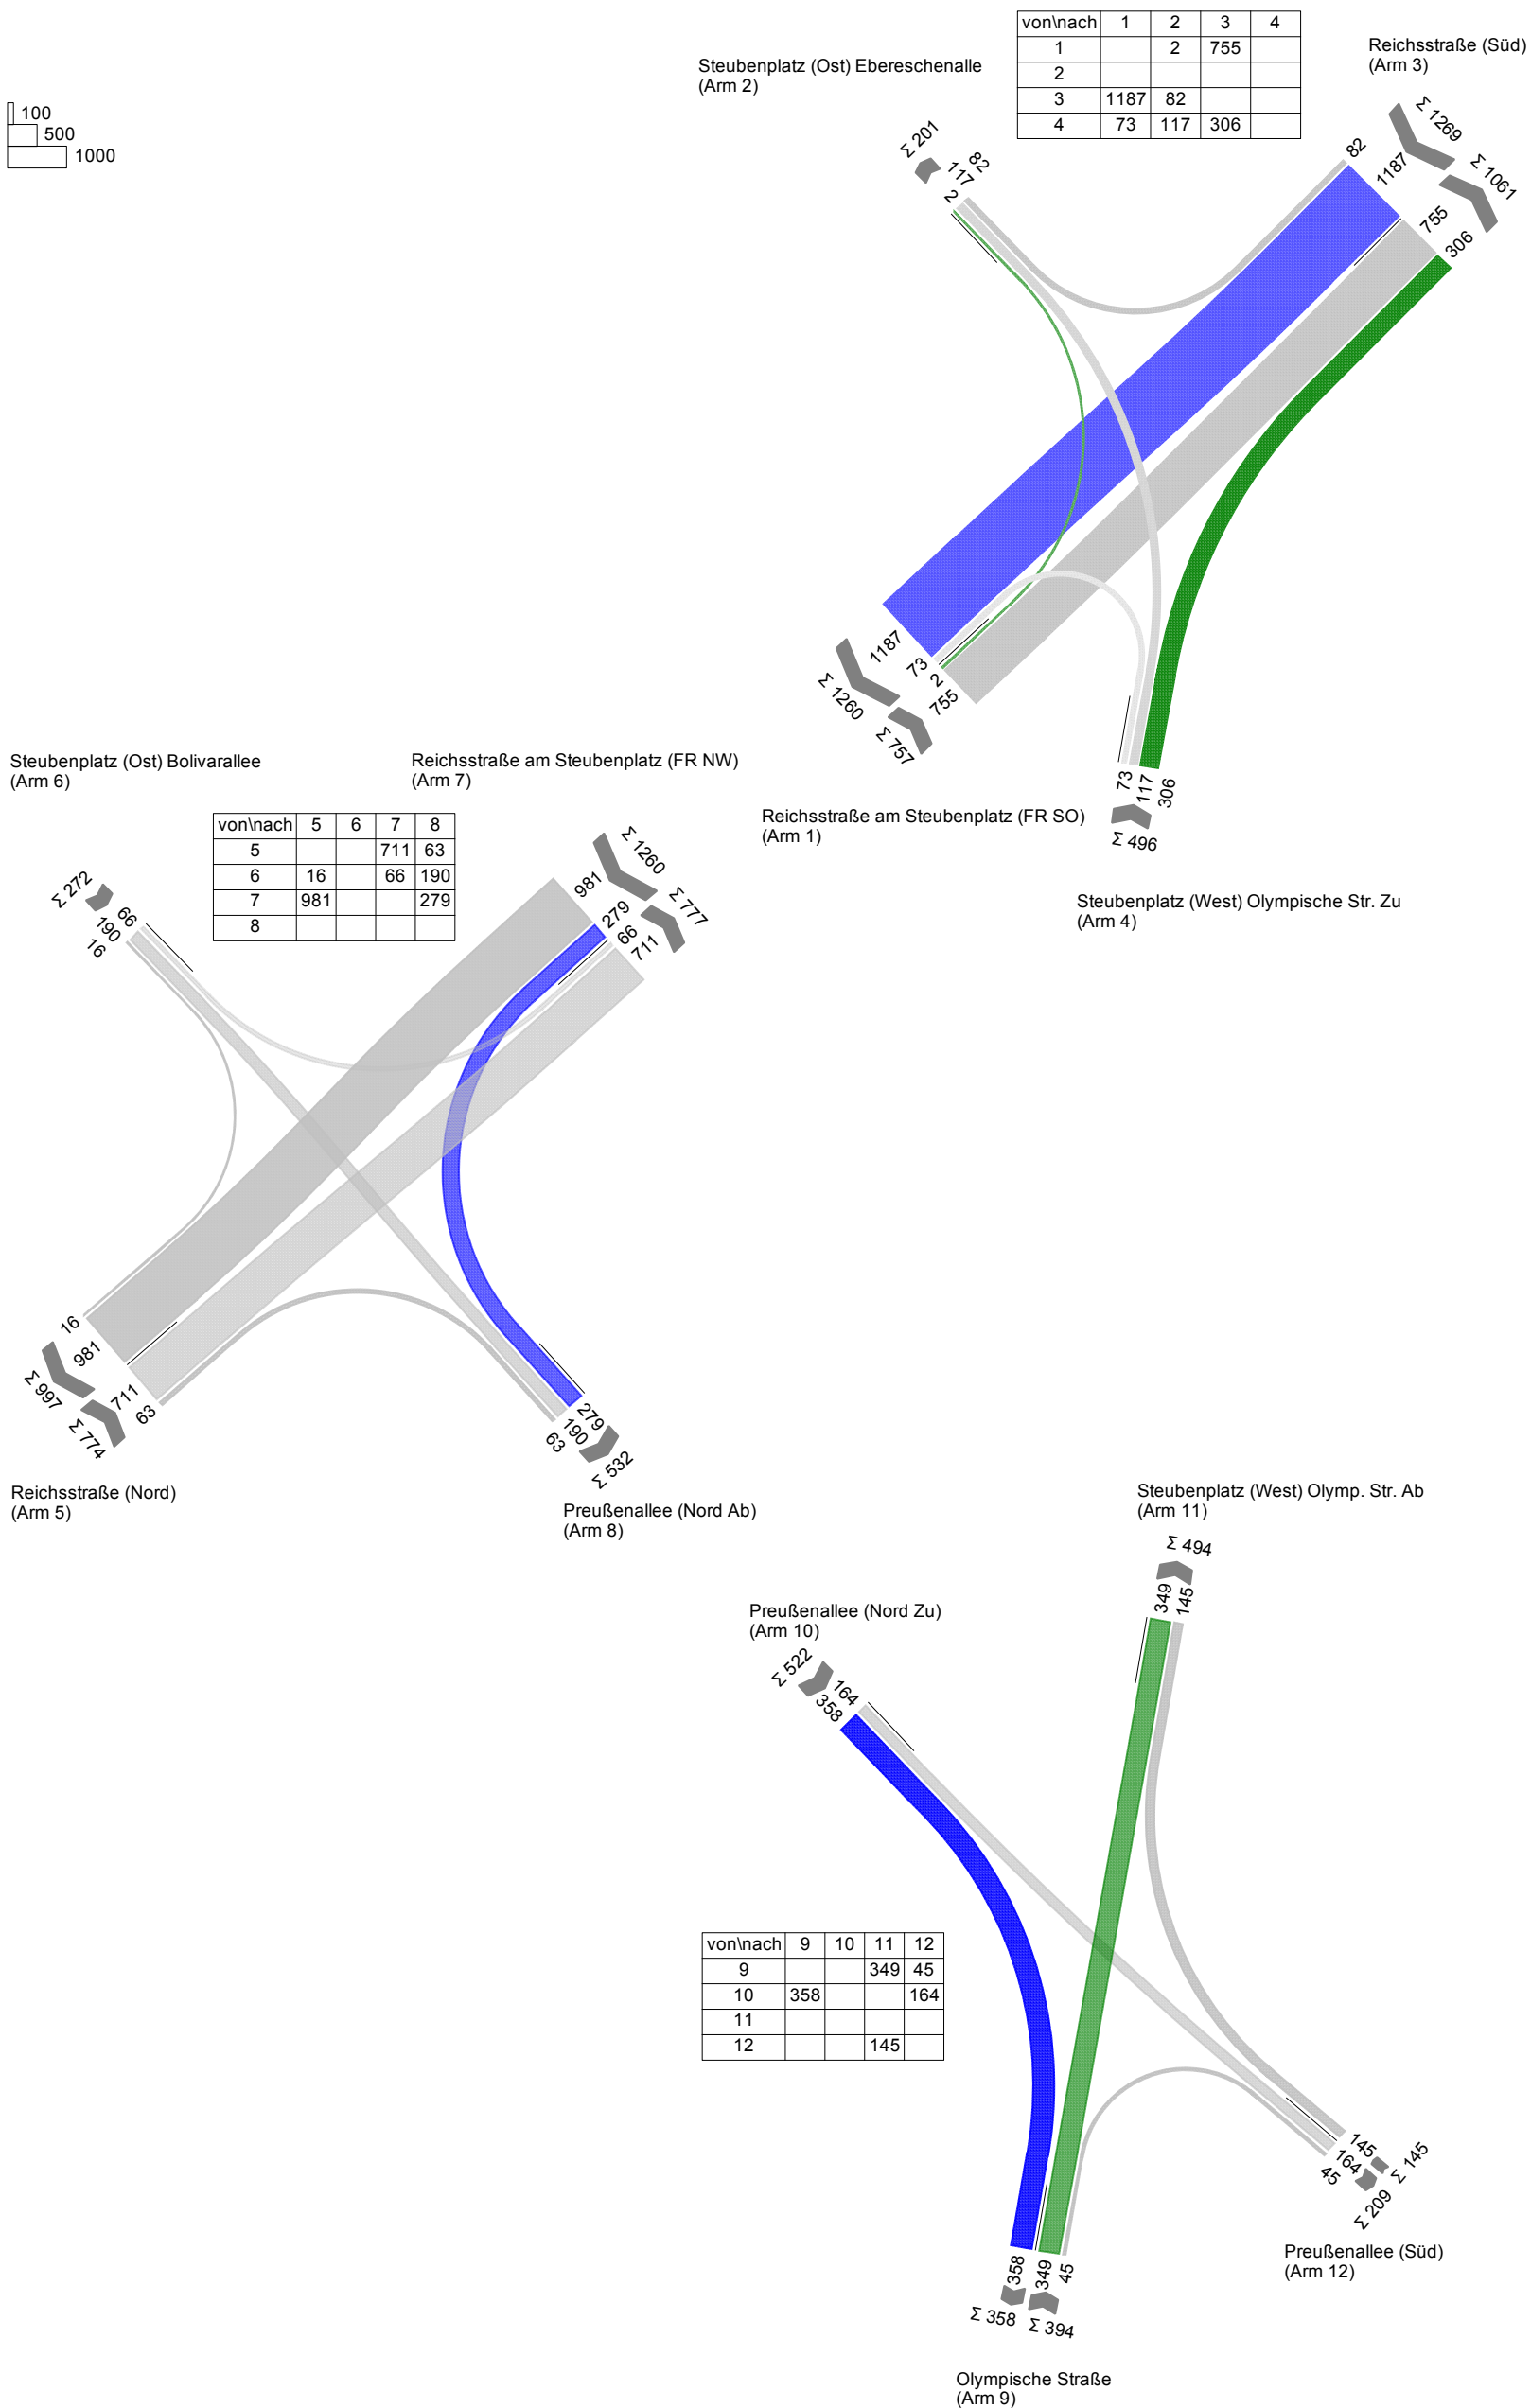 100
500
1000
Steubenplatz (Ost) Ebereschenalle
(Arm 2)
von\nach 1 2 3 4
1 2 755
2
3 1187 82
4 73 117 306
Reichsstraße (Süd)
(Arm 3)
Σ 201
2
117
82
82
1187
Σ 1269
Σ 1061
755
306
1187
73
2
755
Σ 1260
Σ 757
73
117
306
Σ 496
Reichsstraße am Steubenplatz (FR SO)
(Arm 1)
Steubenplatz (West) Olympische Str. Zu
(Arm 4)
Steubenplatz (Ost) Bolivarallee
(Arm 6)
Reichsstraße am Steubenplatz (FR NW)
(Arm 7)
von\nach 5 6 7 8
5 711 63
6 16 66 190
7 981 279
8
Σ 272
66
190
16
981
279
66
711
Σ 1260
Σ 777
16
981
711
63
Σ 997
Σ 774
279
190
63
Σ 532
Reichsstraße (Nord)
(Arm 5)
Preußenallee (Nord Ab)
(Arm 8)
Steubenplatz (West) Olymp. Str. Ab
(Arm 11)
Σ 494
349
145
Preußenallee (Nord Zu)
(Arm 10)
Σ 522
164
358
von\nach 9 10 11 12
9 349 45
10 358 164
11
12 145
145
164
45
Σ 145
Σ 209
Preußenallee (Süd)
(Arm 12)
358
349
45
Σ 358
Σ 394
Olympische Straße
(Arm 9)